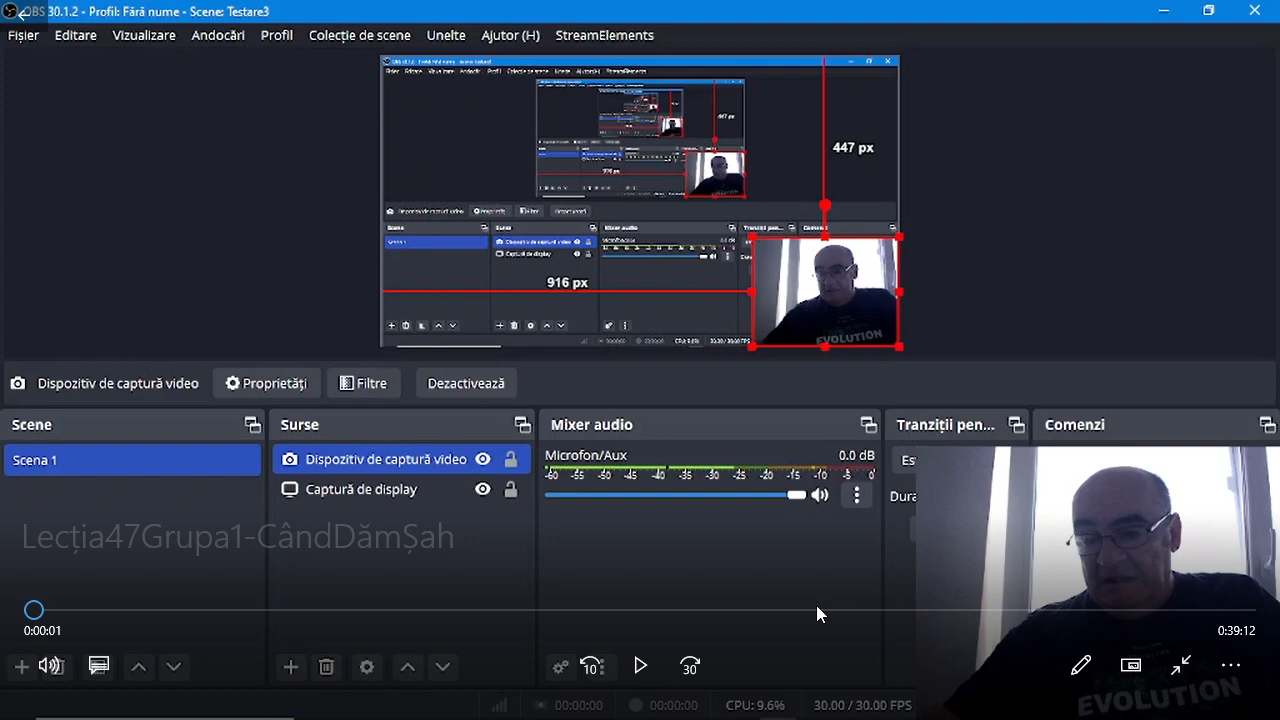 OBS 30.1.2 - Profil: Fără nume - Scene: Testare3
Fișier Editare Vizualizare Andocări Profil Colecție de scene Unelte Ajutor (H) StreamElements
447 px
916 px
EVOLUTION
Dispozitiv de captură video Proprietăți Filtre Dezactivează
Scene Surse Mixer audio Tranziții pen... Comenzi
Scena 1
Dispozitiv de captură video
Captură de display
Microfon/Aux 0.0 dB
-60 -55 -50 -45 -40 -35 -30 -25 -20 -15 -10 -5 0
Lecția47Grupa1-CândDămȘah
0:00:01 0:39:12
10 30
EVOLUTION
00:00:00 00:00:00 CPU: 9.6% 30.00 / 30.00 FPS